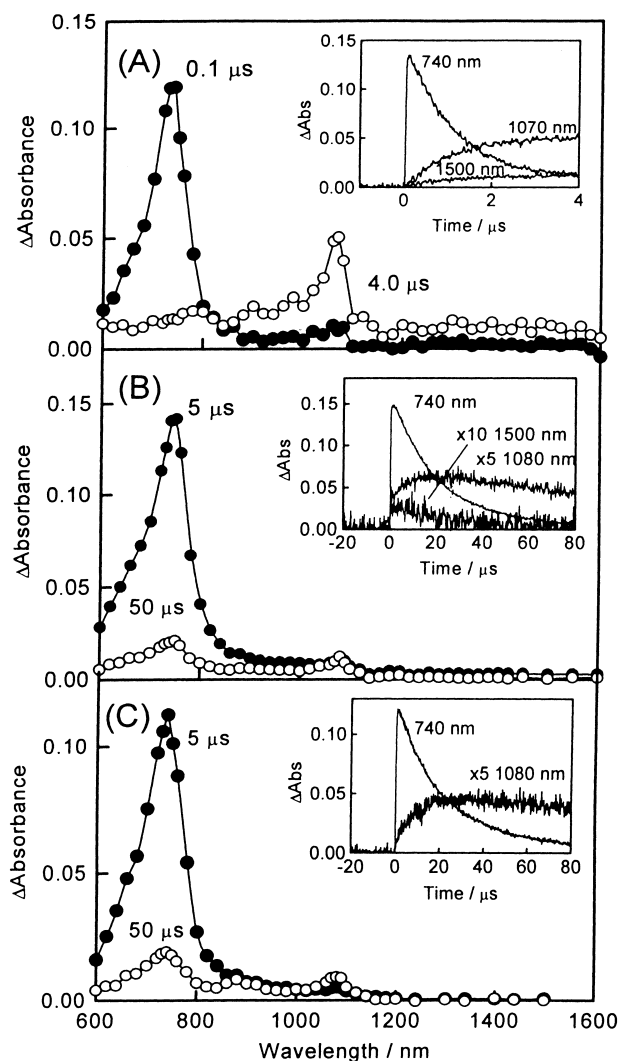 0.15
(A)
0.1 μs
0.10
ΔAbsorbance
0.05
4.0 μs
0.00
0.15
740 nm
0.10
ΔAbs
1070 nm
0.05
1500 nm
0.00
0 2 4
Time / μs
(B)
5 μs
0.15
0.10
ΔAbsorbance
0.05
50 μs
0.00
0.15
740 nm
x10 1500 nm
0.10
ΔAbs
x5 1080 nm
0.05
0.00
-20 0 20 40 60 80
Time / μs
(C)
5 μs
0.10
ΔAbsorbance
0.05
50 μs
0.00
740 nm
0.10
ΔAbs
x5 1080 nm
0.05
0.00
-20 0 20 40 60 80
Time / μs
600 800 1000 1200 1400 1600
Wavelength / nm